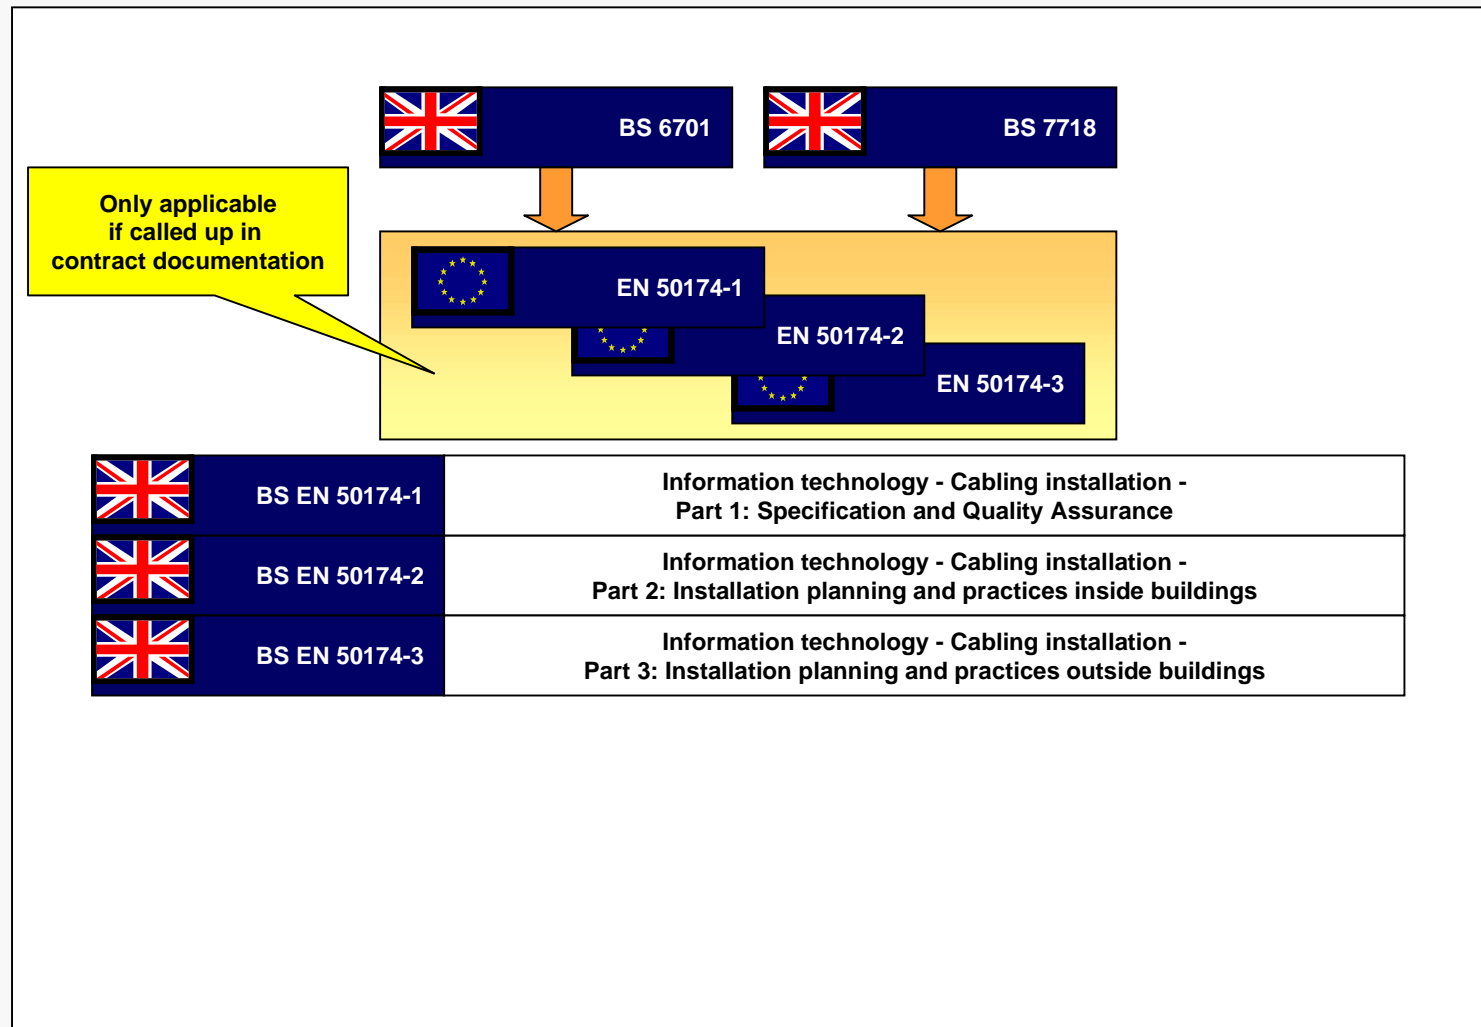 BS 6701
BS 7718
Only applicable
if called up in
contract documentation
EN 50174-1
EN 50174-2
EN 50174-3
BS EN 50174-1
Information technology - Cabling installation -
Part 1: Specification and Quality Assurance
BS EN 50174-2
Information technology - Cabling installation -
Part 2: Installation planning and practices inside buildings
BS EN 50174-3
Information technology - Cabling installation -
Part 3: Installation planning and practices outside buildings